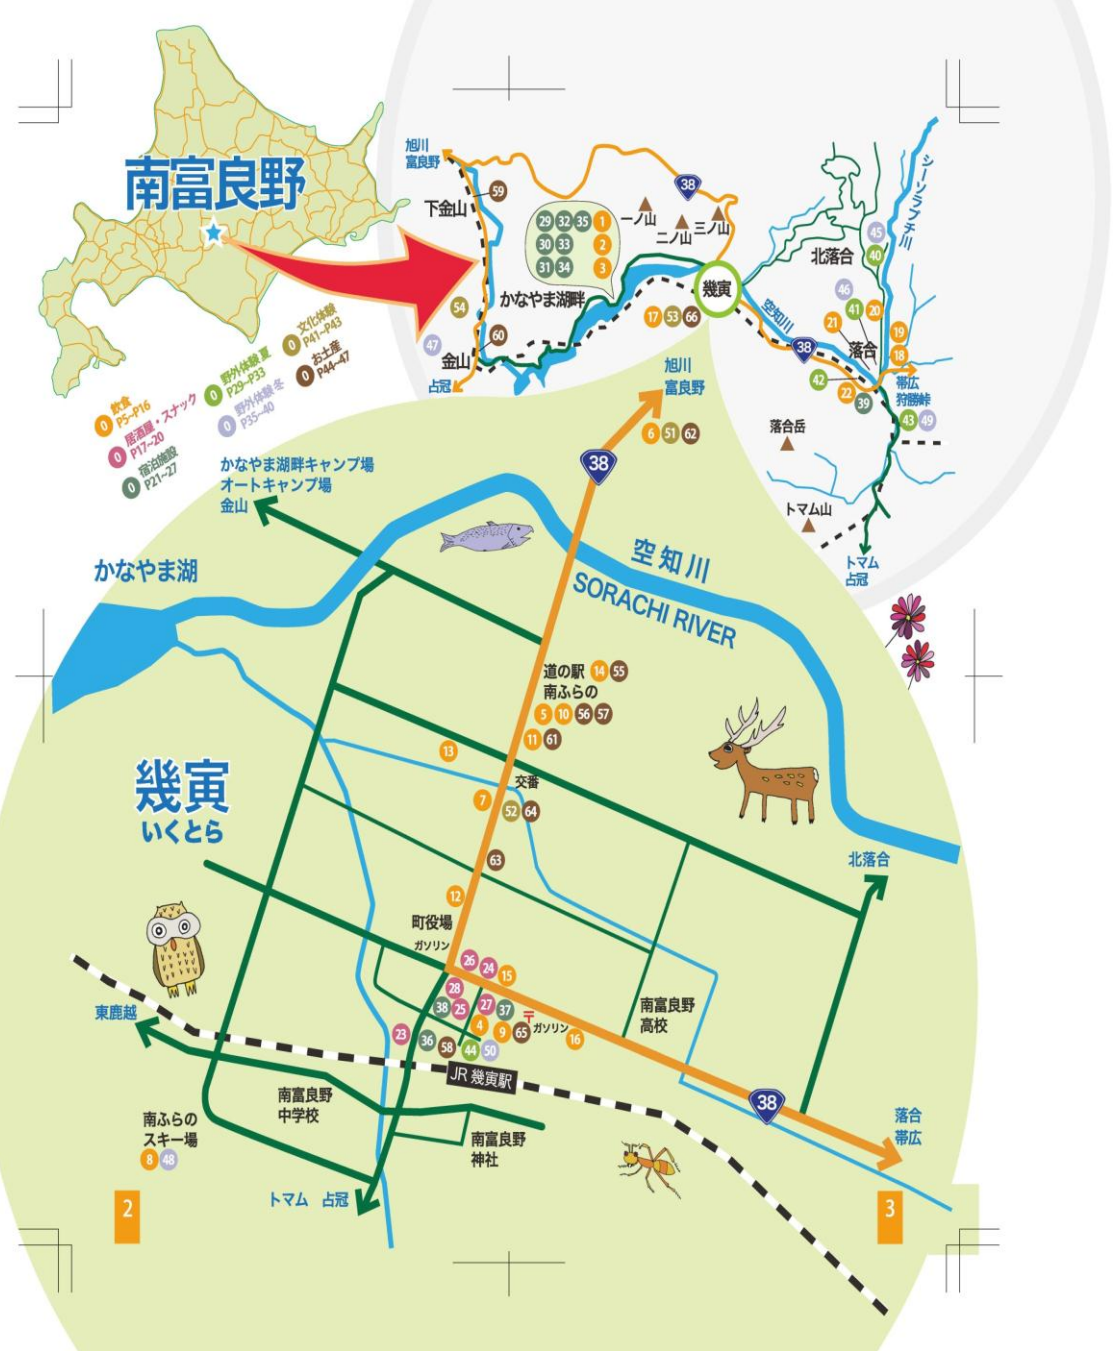 南富良野
旭川
富良野
下金山
59
38
一ノ山
二ノ山
三ノ山
29 32 35 1
30 33 2
31 34 3
かなやま湖畔
幾寅
17 53 66
54
47
60
金山
占冠
シーソラプチ川
45
40
北落合
46
41 20
21
19
18
空知川
38
落合
42
22
39
帯広
狩勝峠
43 49
落合岳
トマム山
トマム
占冠
0 飲食
P5~P16
0 居酒屋・スナック
P17~20
0 宿泊施設
P21~27
0 野外体験 夏
P29~P33
0 野外体験 冬
P35~40
0 文化体験
P41~P43
0 お土産
P44~47
旭川
富良野
6 51 62
38
かなやま湖畔キャンプ場
オートキャンプ場
金山
かなやま湖
空知川
SORACHI RIVER
道の駅 14 55
南ふらの
5 10 56 57
11 61
13
交番
7
52 64
63
幾寅
いくとら
12
町役場
ガソリン
北落合
26 24 15
28
38 25 27 37
4 9 65
〒
ガソリン
16
23 36 58 44 50
南富良野
高校
東鹿越
JR 幾寅駅
38
南富良野
中学校
南ふらの
スキー場
8 48
南富良野
神社
落合
帯広
トマム 占冠
2
3